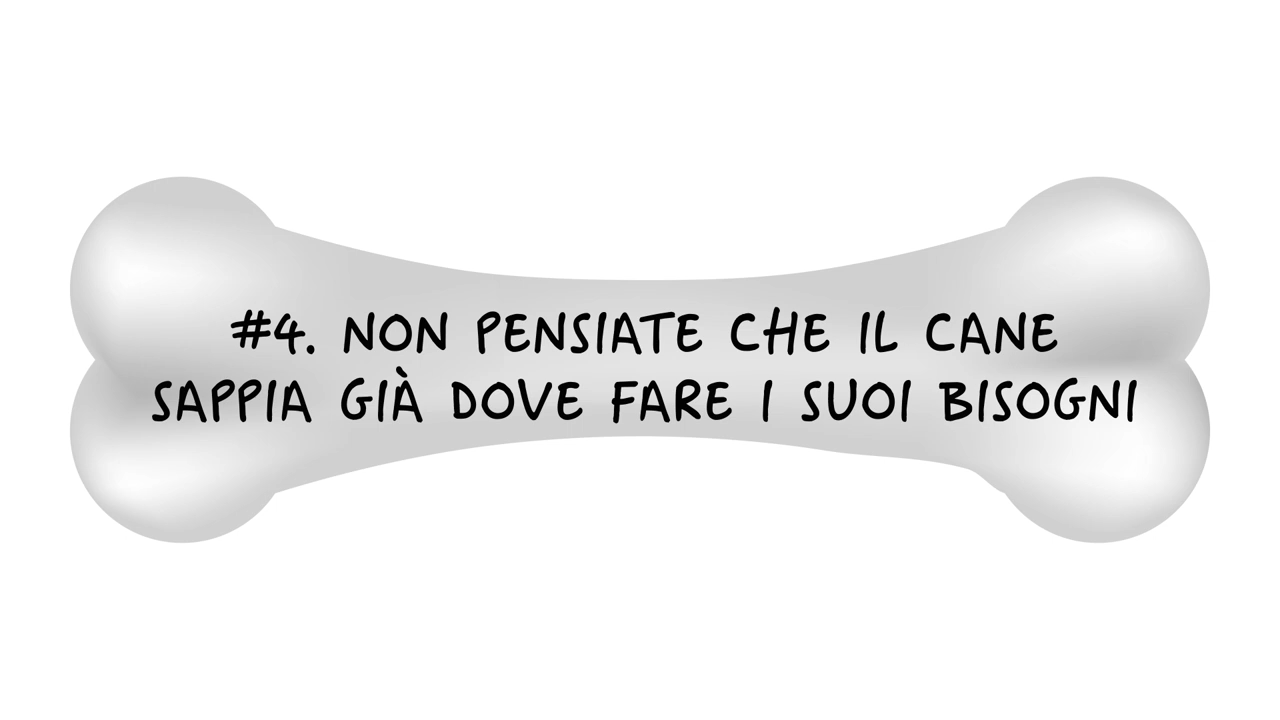 #4. NON PENSIATE CHE IL CANE
SAPPIA GIÀ DOVE FARE I SUOI BISOGNI